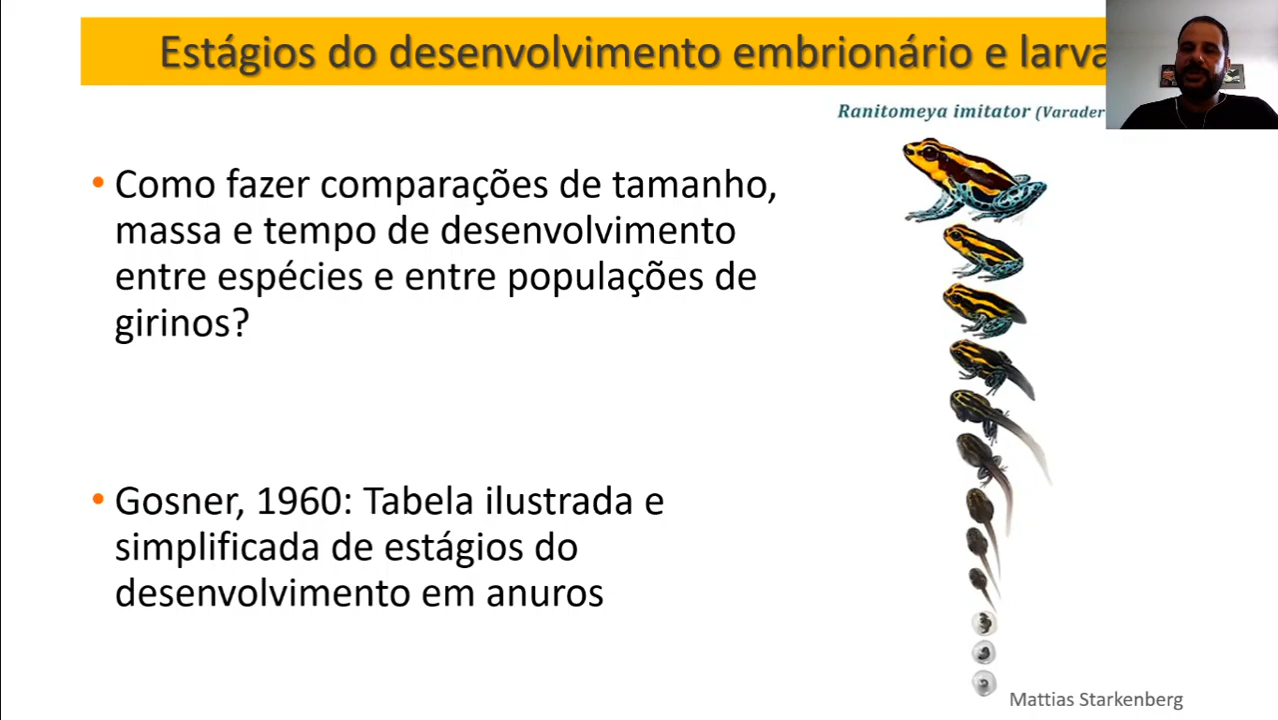 Estágios do desenvolvimento embrionário e larva
Ranitomeya imitator (Varader
• Como fazer comparações de tamanho,
massa e tempo de desenvolvimento
entre espécies e entre populações de
girinos?
• Gosner, 1960: Tabela ilustrada e
simplificada de estágios do
desenvolvimento em anuros
Mattias Starkenberg